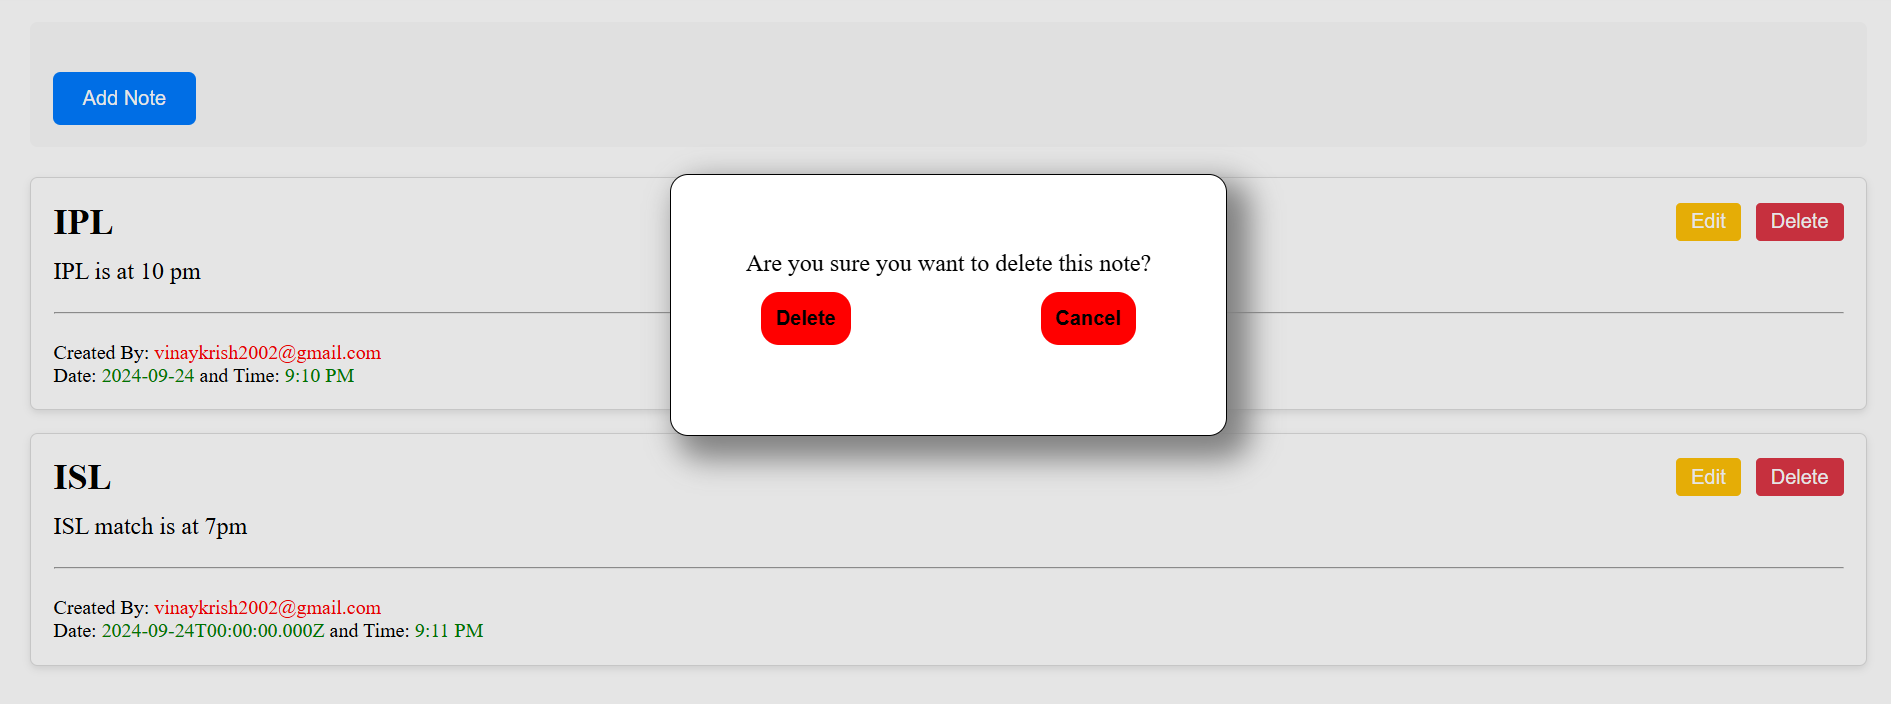 Add Note
IPL
Edit Delete
IPL is at 10 pm
Created By: vinaykrish2002@gmail.com
Date: 2024-09-24 and Time: 9:10 PM
Are you sure you want to delete this note?
Delete Cancel
ISL
Edit Delete
ISL match is at 7pm
Created By: vinaykrish2002@gmail.com
Date: 2024-09-24T00:00:00.000Z and Time: 9:11 PM